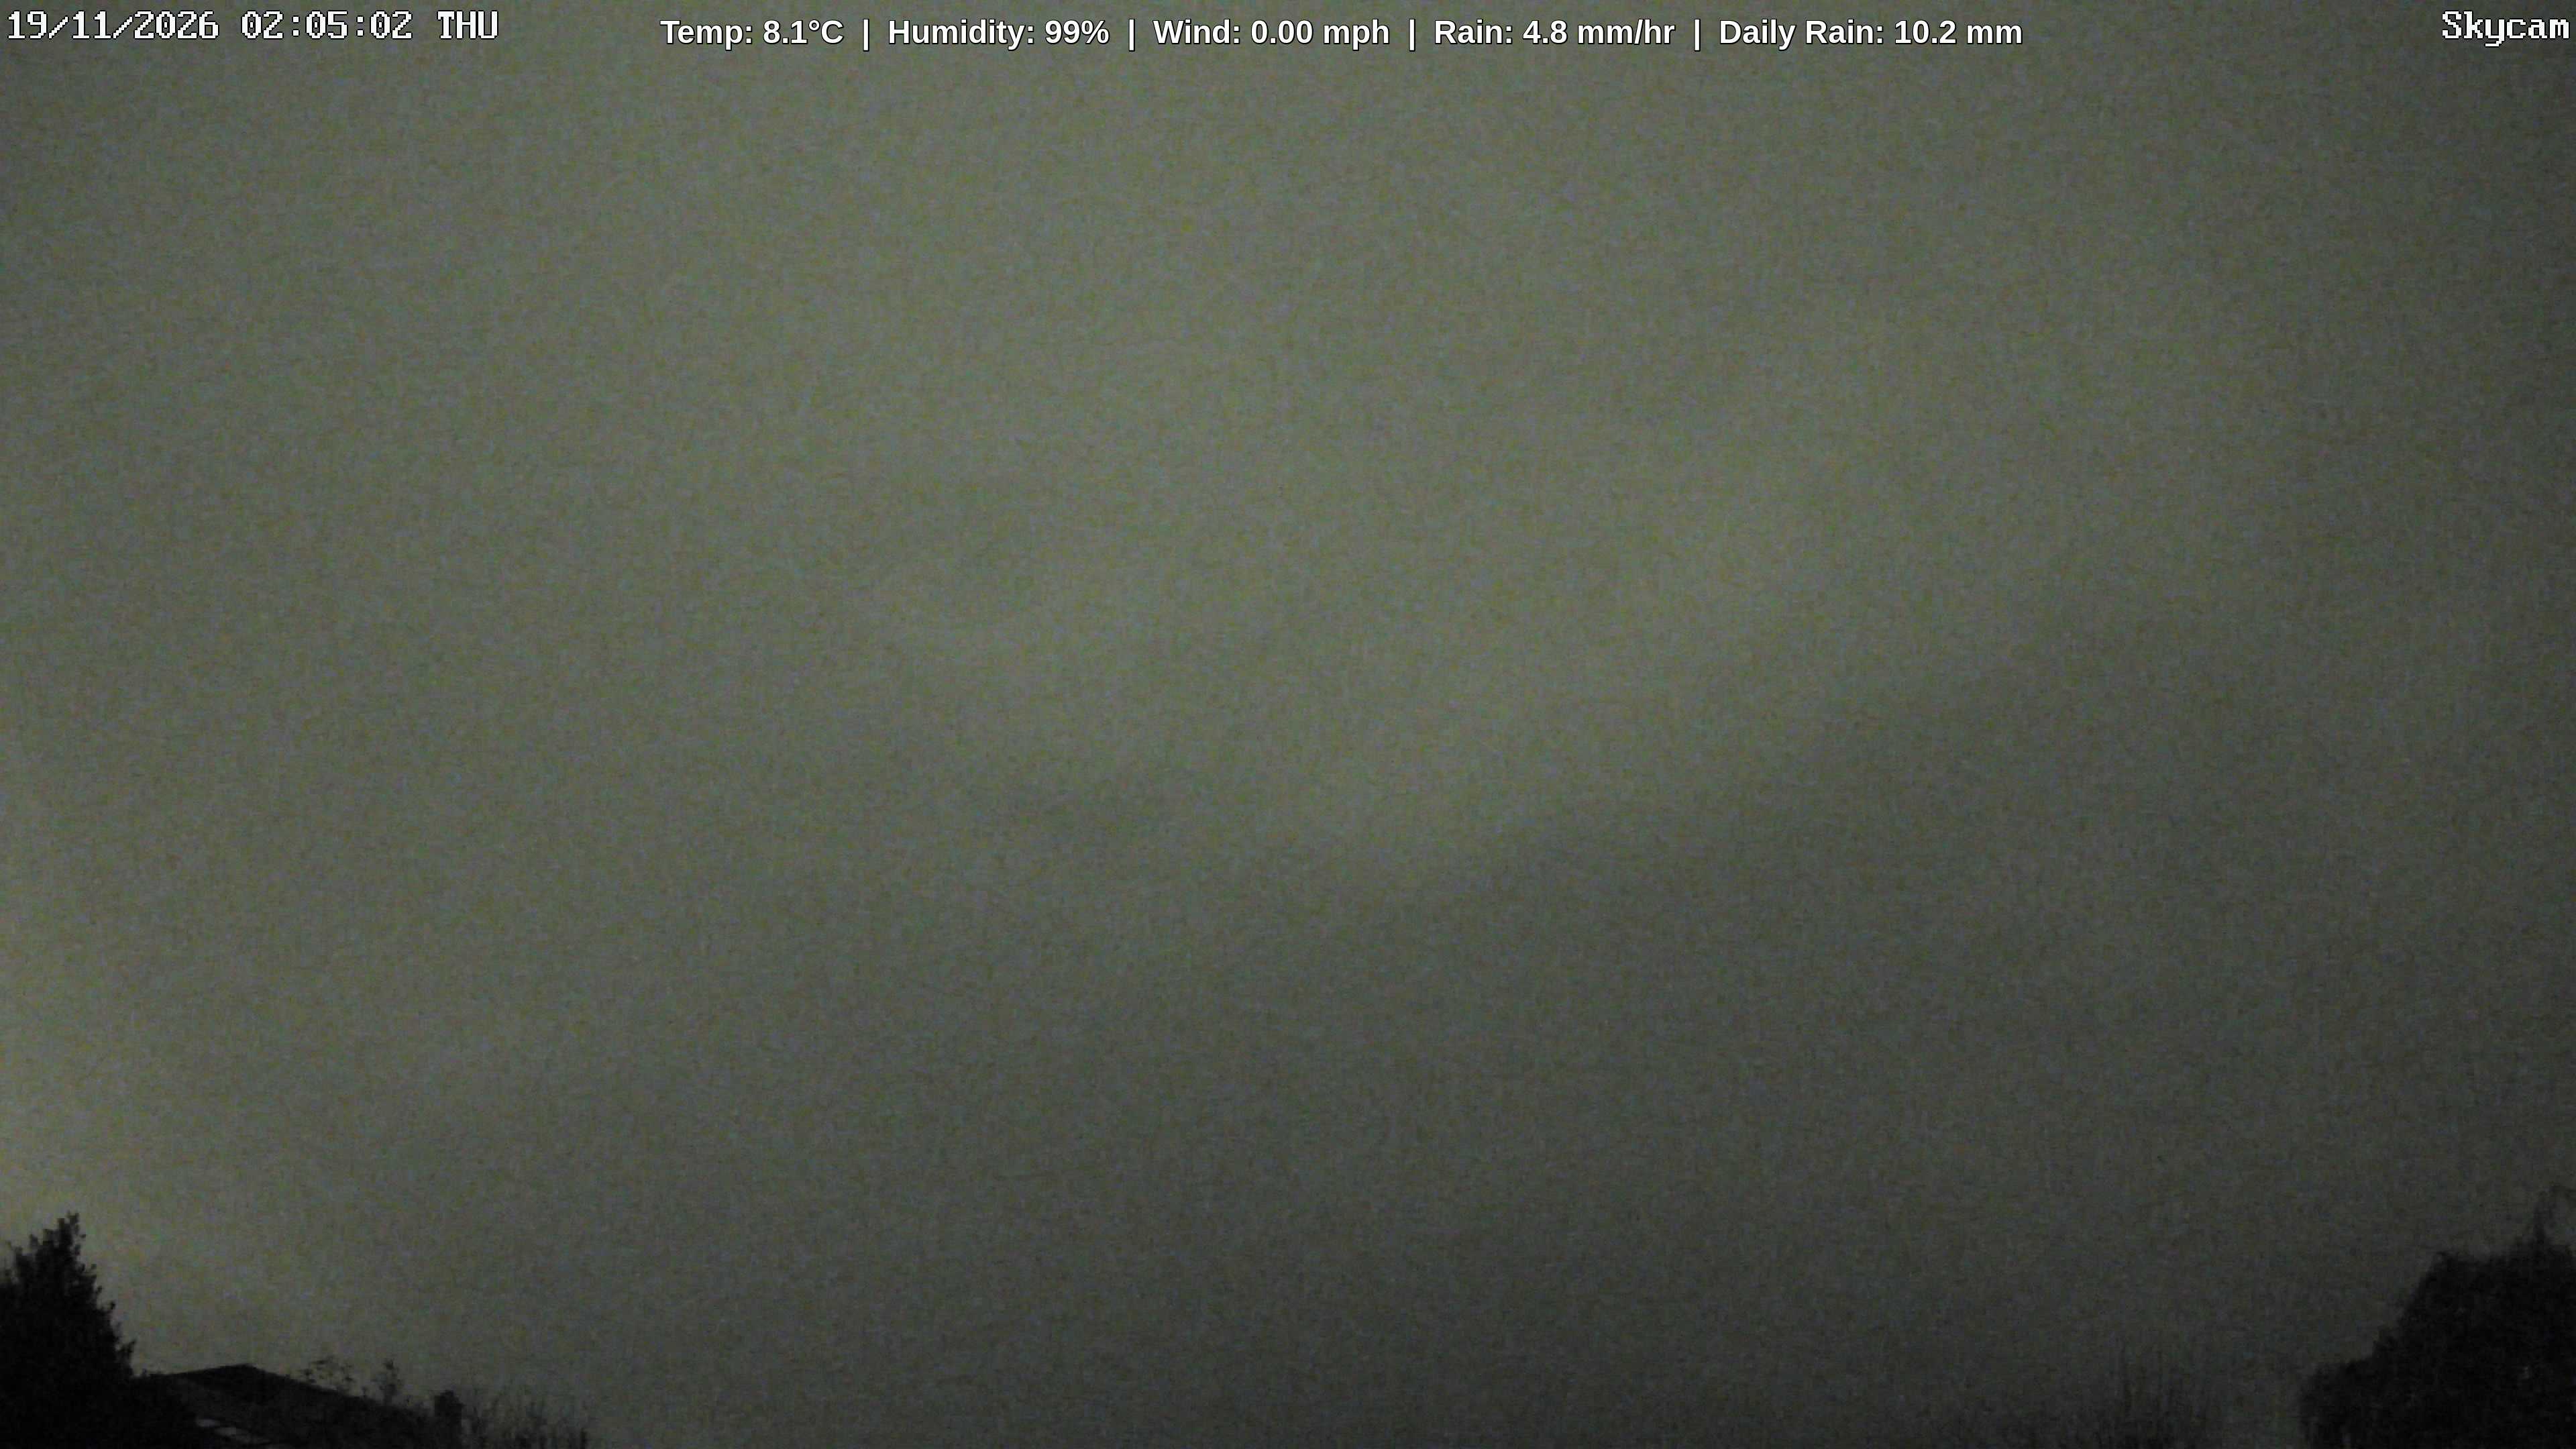 19/11/2026 02:05:02 THU
Temp: 8.1°C | Humidity: 99% | Wind: 0.00 mph | Rain: 4.8 mm/hr | Daily Rain: 10.2 mm
Skycam